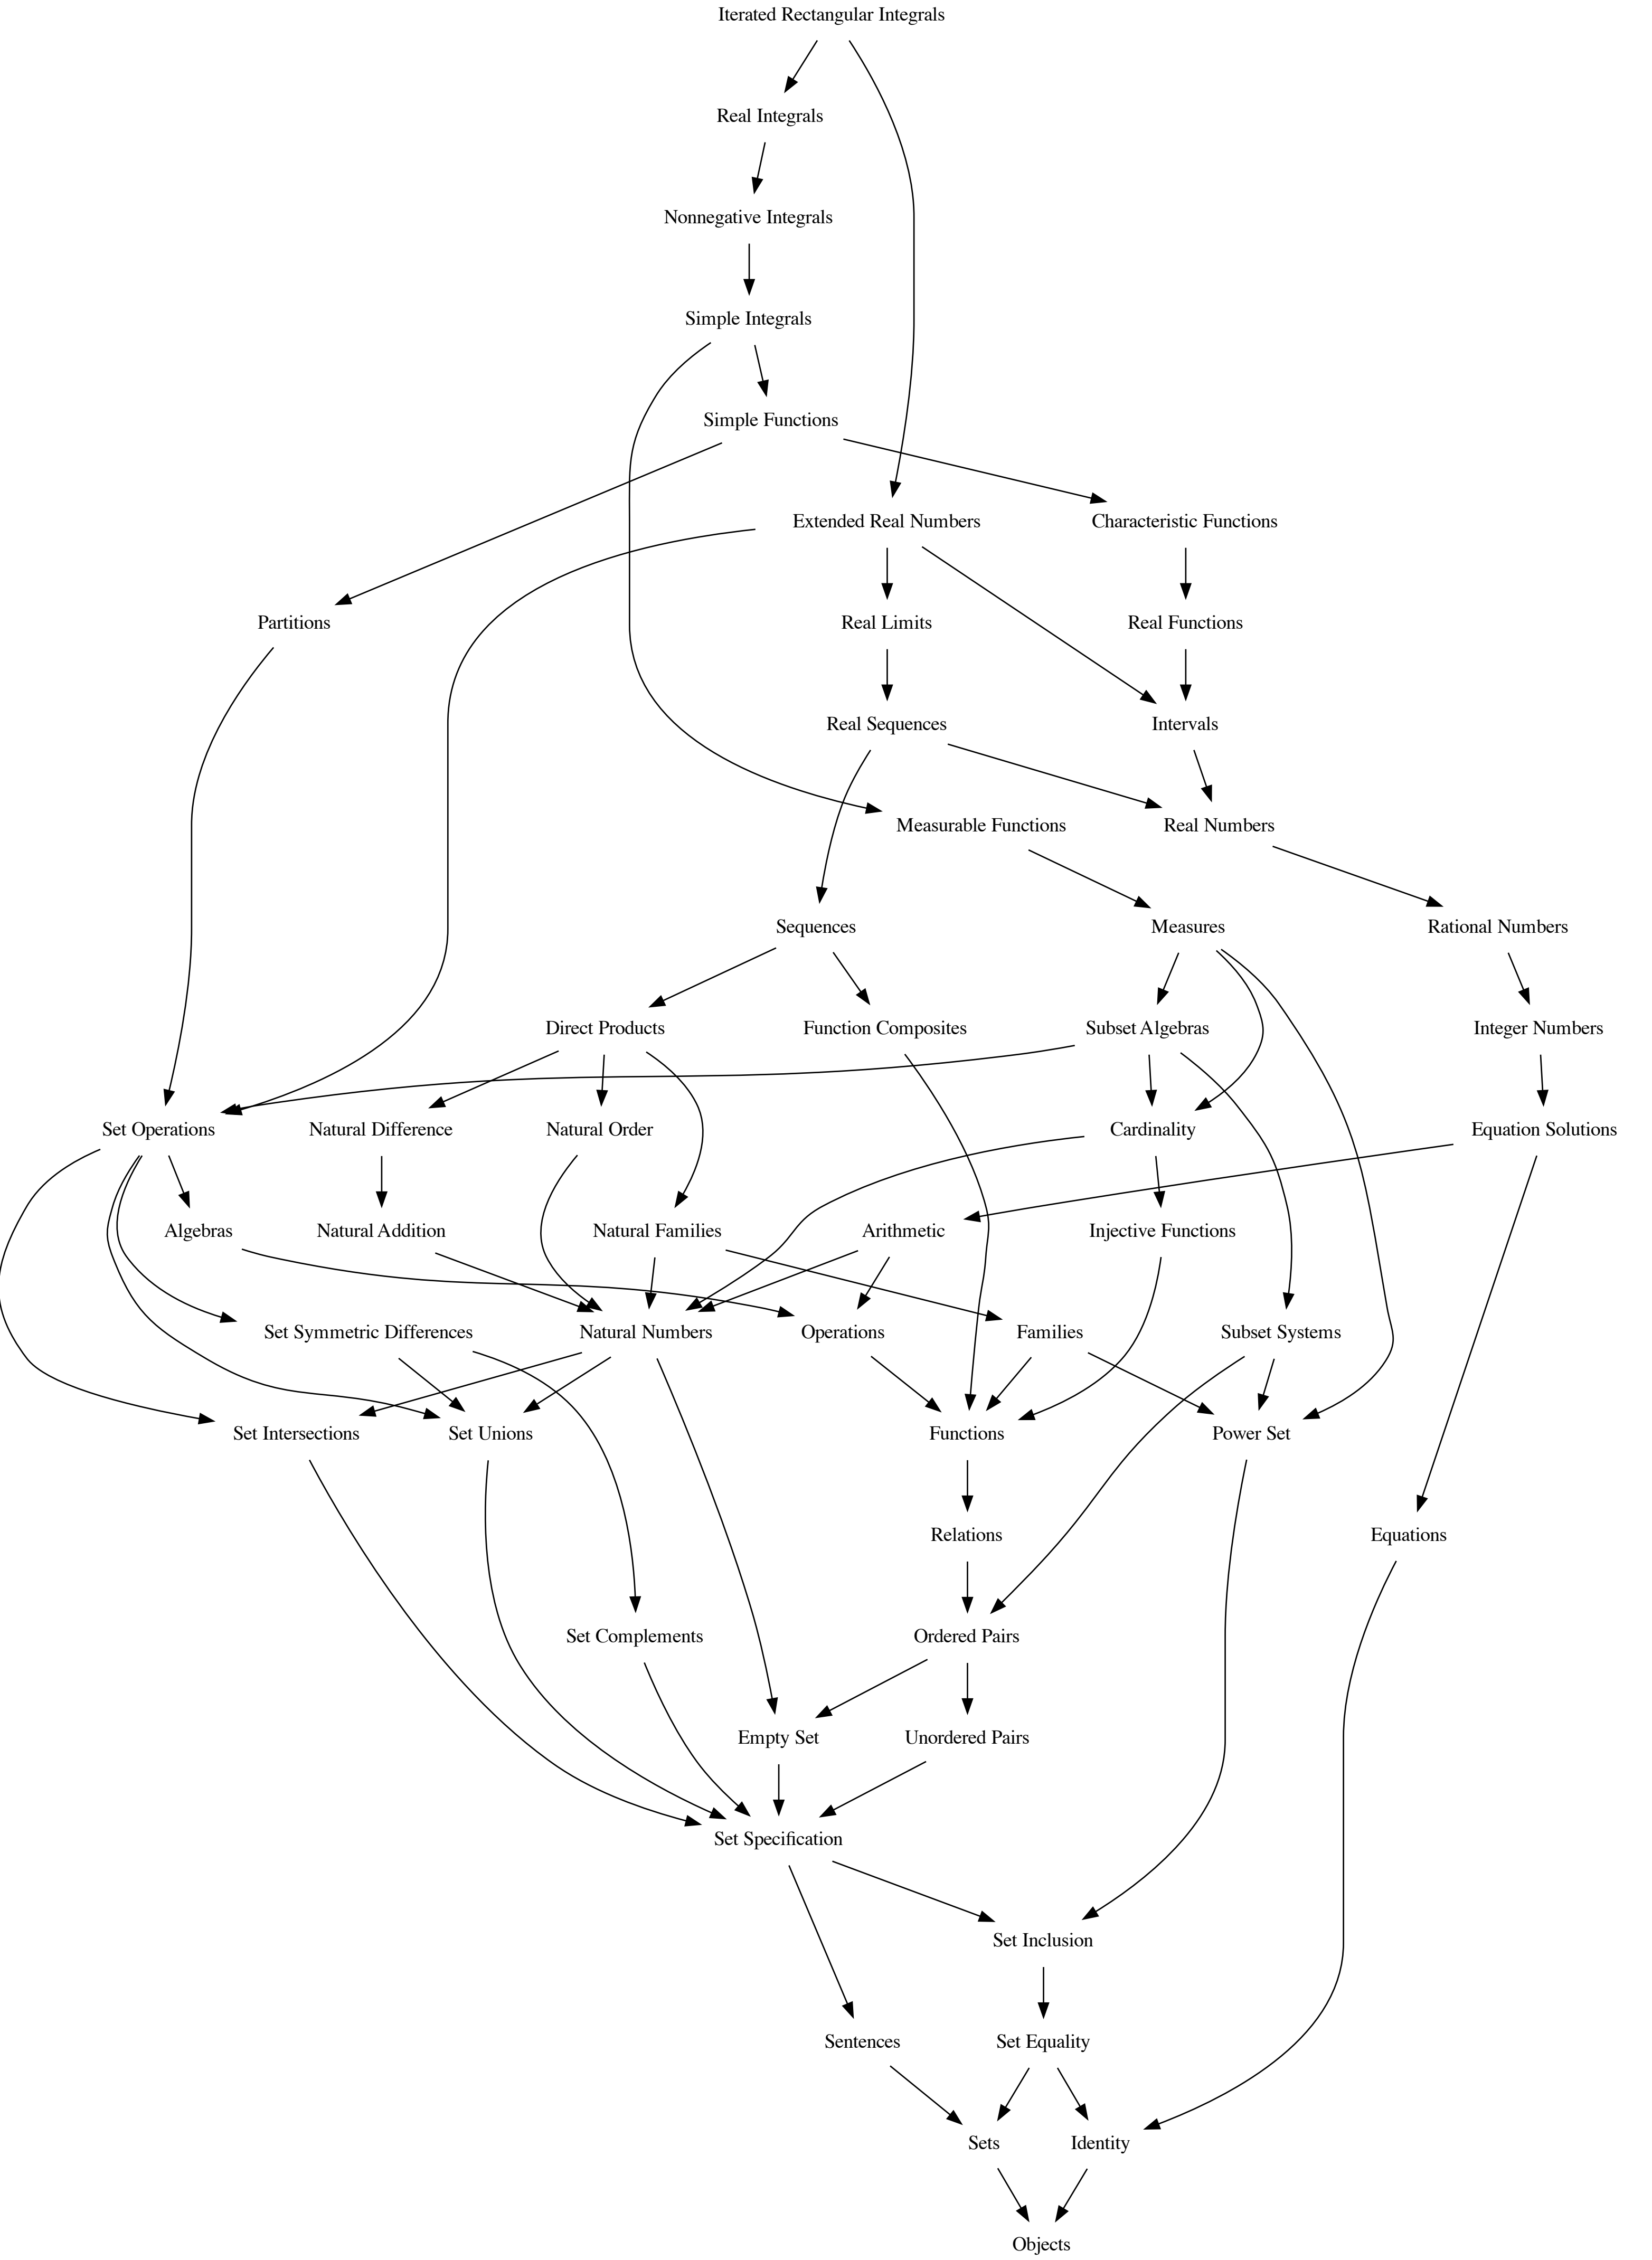 Iterated Rectangular Integrals
Real Integrals
Nonnegative Integrals
Simple Integrals
Simple Functions
Extended Real Numbers
Characteristic Functions
Partitions
Real Limits
Real Functions
Real Sequences
Intervals
Measurable Functions
Real Numbers
Sequences
Measures
Rational Numbers
Direct Products
Function Composites
Subset Algebras
Integer Numbers
Set Operations
Natural Difference
Natural Order
Cardinality
Equation Solutions
Algebras
Natural Addition
Natural Families
Arithmetic
Injective Functions
Set Symmetric Differences
Natural Numbers
Operations
Families
Subset Systems
Set Intersections
Set Unions
Functions
Power Set
Relations
Equations
Set Complements
Ordered Pairs
Empty Set
Unordered Pairs
Set Specification
Set Inclusion
Sentences
Set Equality
Sets
Identity
Objects